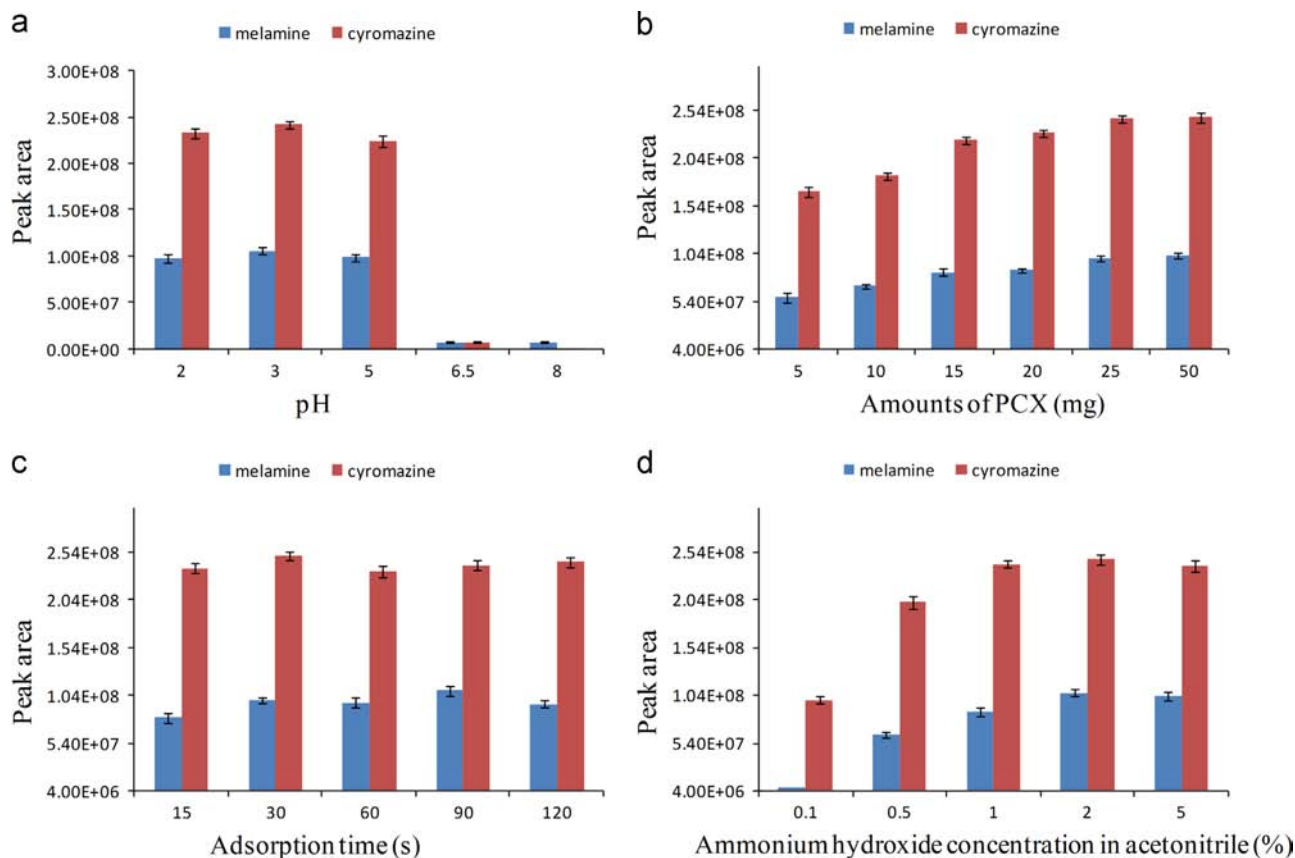 a
melamine cyromazine
3.00E+08
2.50E+08
2.00E+08
1.50E+08
1.00E+08
5.00E+07
0.00E+00
Peak area
2 3 5 6.5 8
pH
b
melamine cyromazine
2.54E+08
2.04E+08
1.54E+08
1.04E+08
5.40E+07
4.00E+06
Peak area
5 10 15 20 25 50
Amounts of PCX (mg)
c
melamine cyromazine
2.54E+08
2.04E+08
1.54E+08
1.04E+08
5.40E+07
4.00E+06
Peak area
15 30 60 90 120
Adsorption time (s)
d
melamine cyromazine
2.54E+08
2.04E+08
1.54E+08
1.04E+08
5.40E+07
4.00E+06
Peak area
0.1 0.5 1 2 5
Ammonium hydroxide concentration in acetonitrile (%)